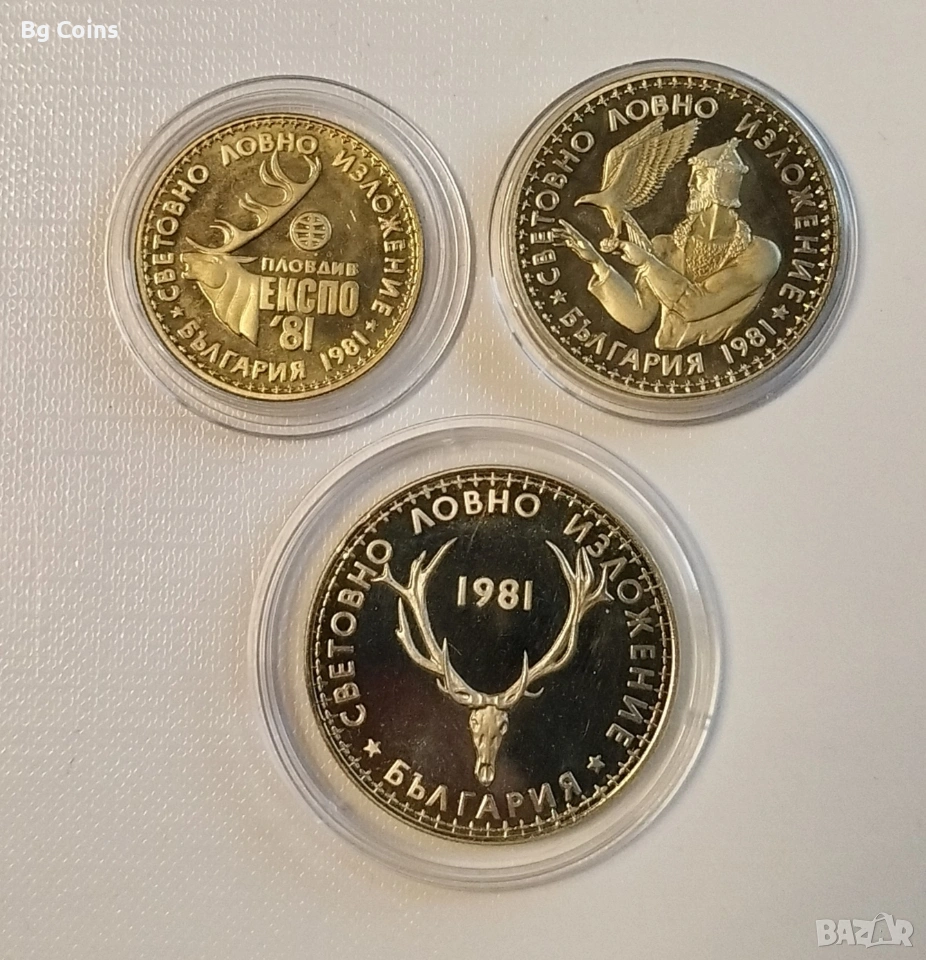 Bg Coins
СВЕТОВНО ЛОВНО ИЗЛОЖЕНИЕ
ПЛОВДИВ
ЕКСПО
'81
★ БЪЛГАРИЯ 1981 ★
СВЕТОВНО ЛОВНО ИЗЛОЖЕНИЕ
★ БЪЛГАРИЯ 1981 ★
СВЕТОВНО ЛОВНО ИЗЛОЖЕНИЕ
1981
★ БЪЛГАРИЯ ★
BAZAR